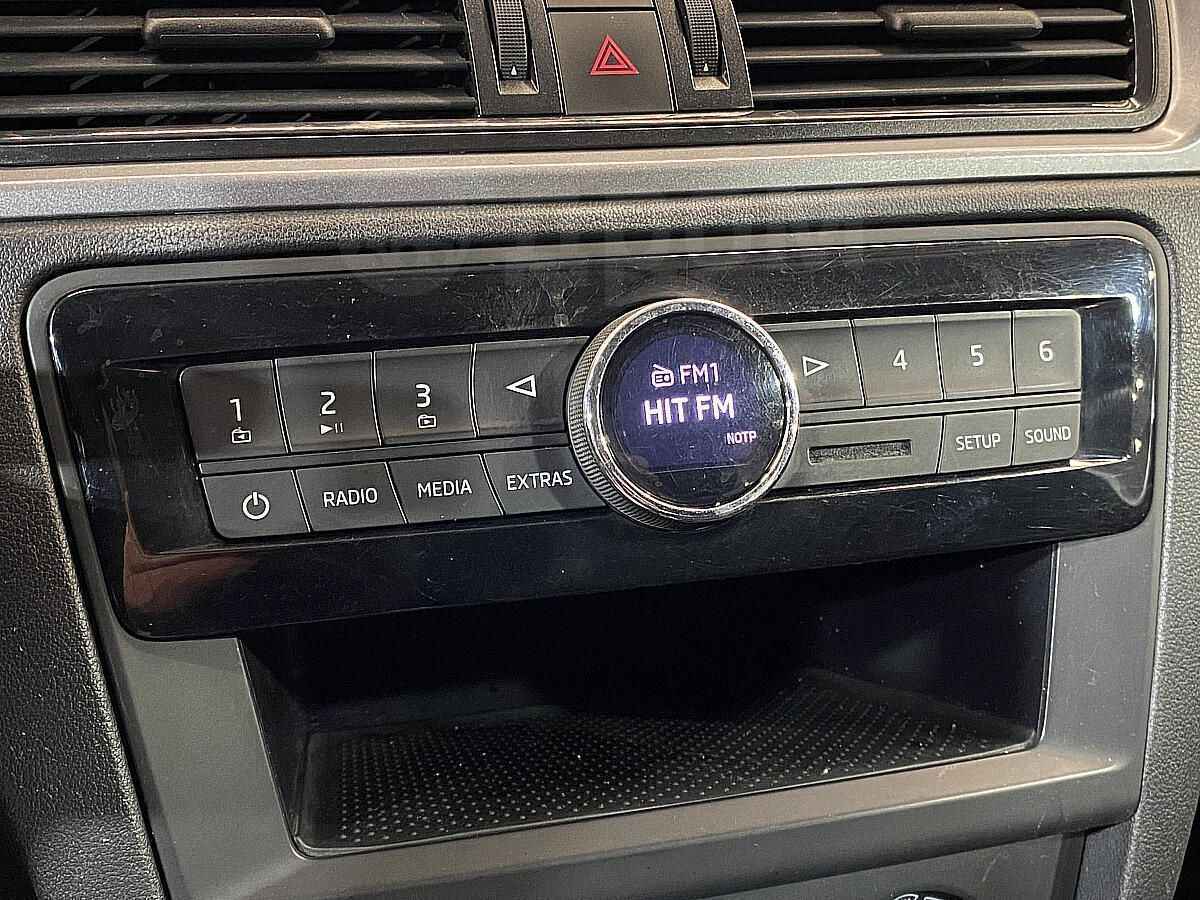 1 2 3 4 5 6
FM1
HIT FM
NOTP
RADIO MEDIA EXTRAS SETUP SOUND